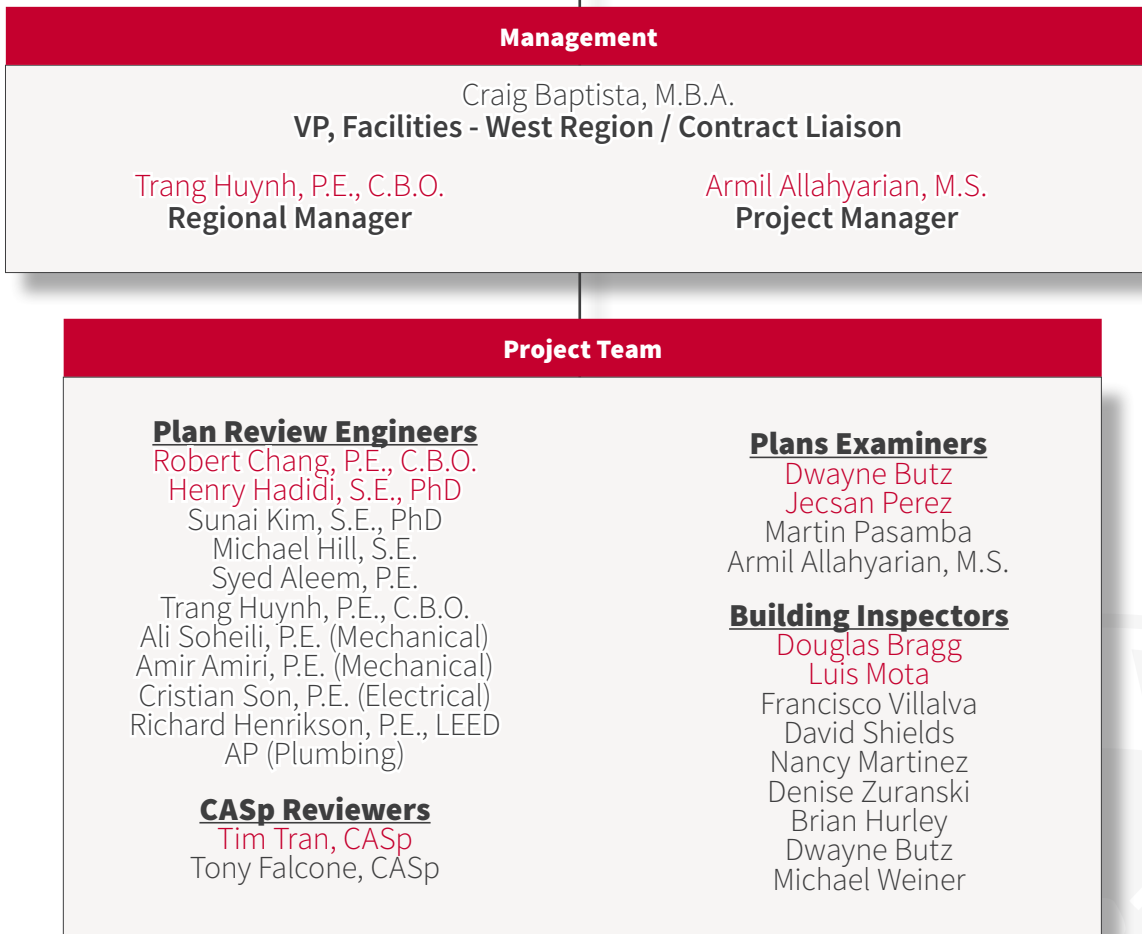 Management
Craig Baptista, M.B.A.
VP, Facilities - West Region / Contract Liaison
Trang Huynh, P.E., C.B.O.
Regional Manager
Armil Allahyarian, M.S.
Project Manager
Project Team
Plan Review Engineers
Robert Chang, P.E., C.B.O.
Henry Hadidi, S.E., PhD
Sunai Kim, S.E., PhD
Michael Hill, S.E.
Syed Aleem, P.E.
Trang Huynh, P.E., C.B.O.
Ali Soheili, P.E. (Mechanical)
Amir Amiri, P.E. (Mechanical)
Cristian Son, P.E. (Electrical)
Richard Henrikson, P.E., LEED
AP (Plumbing)
CASp Reviewers
Tim Tran, CASp
Tony Falcone, CASp
Plans Examiners
Dwayne Butz
Jecsan Perez
Martin Pasamba
Armil Allahyarian, M.S.
Building Inspectors
Douglas Bragg
Luis Mota
Francisco Villalva
David Shields
Nancy Martinez
Denise Zuranski
Brian Hurley
Dwayne Butz
Michael Weiner